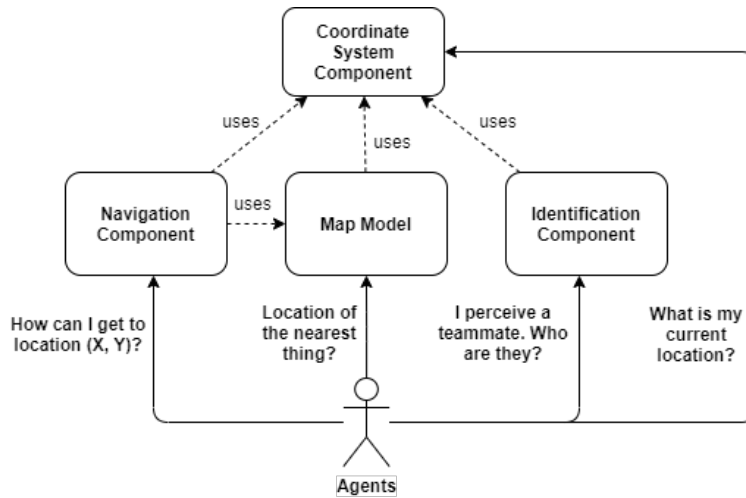 Coordinate
System
Component
uses
uses
uses
Navigation
Component
uses
Map Model
Identification
Component
How can I get to
location (X, Y)?
Location of
the nearest
thing?
I perceive a
teammate. Who
are they?
What is my
current
location?
Agents